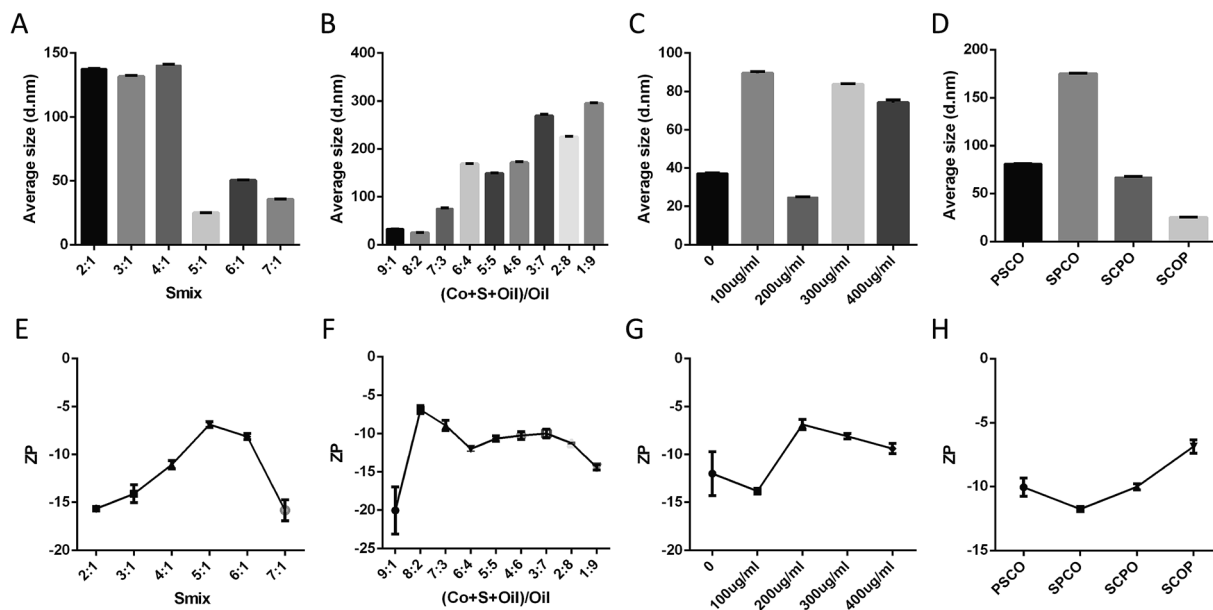 A
Average size (d.nm)
150
100
50
0
2:1
3:1
4:1
5:1
6:1
7:1
Smix
B
Average size (d.nm)
400
300
200
100
0
9:1
8:2
7:3
6:4
5:5
4:6
3:7
2:8
1:9
(Co+S+Oil)/Oil
C
Average size (d.nm)
100
80
60
40
20
0
0
100ug/ml
200ug/ml
300ug/ml
400ug/ml
D
Average size (d.nm)
200
150
100
50
0
PSCO
SPCO
SCPO
SCOP
E
ZP
0
-5
-10
-15
-20
2:1
3:1
4:1
5:1
6:1
7:1
Smix
F
ZP
0
-5
-10
-15
-20
-25
9:1
8:2
7:3
6:4
5:5
4:6
3:7
2:8
1:9
(Co+S+Oil)/Oil
G
ZP
0
-5
-10
-15
-20
0
100ug/ml
200ug/ml
300ug/ml
400ug/ml
H
ZP
0
-5
-10
-15
PSCO
SPCO
SCPO
SCOP